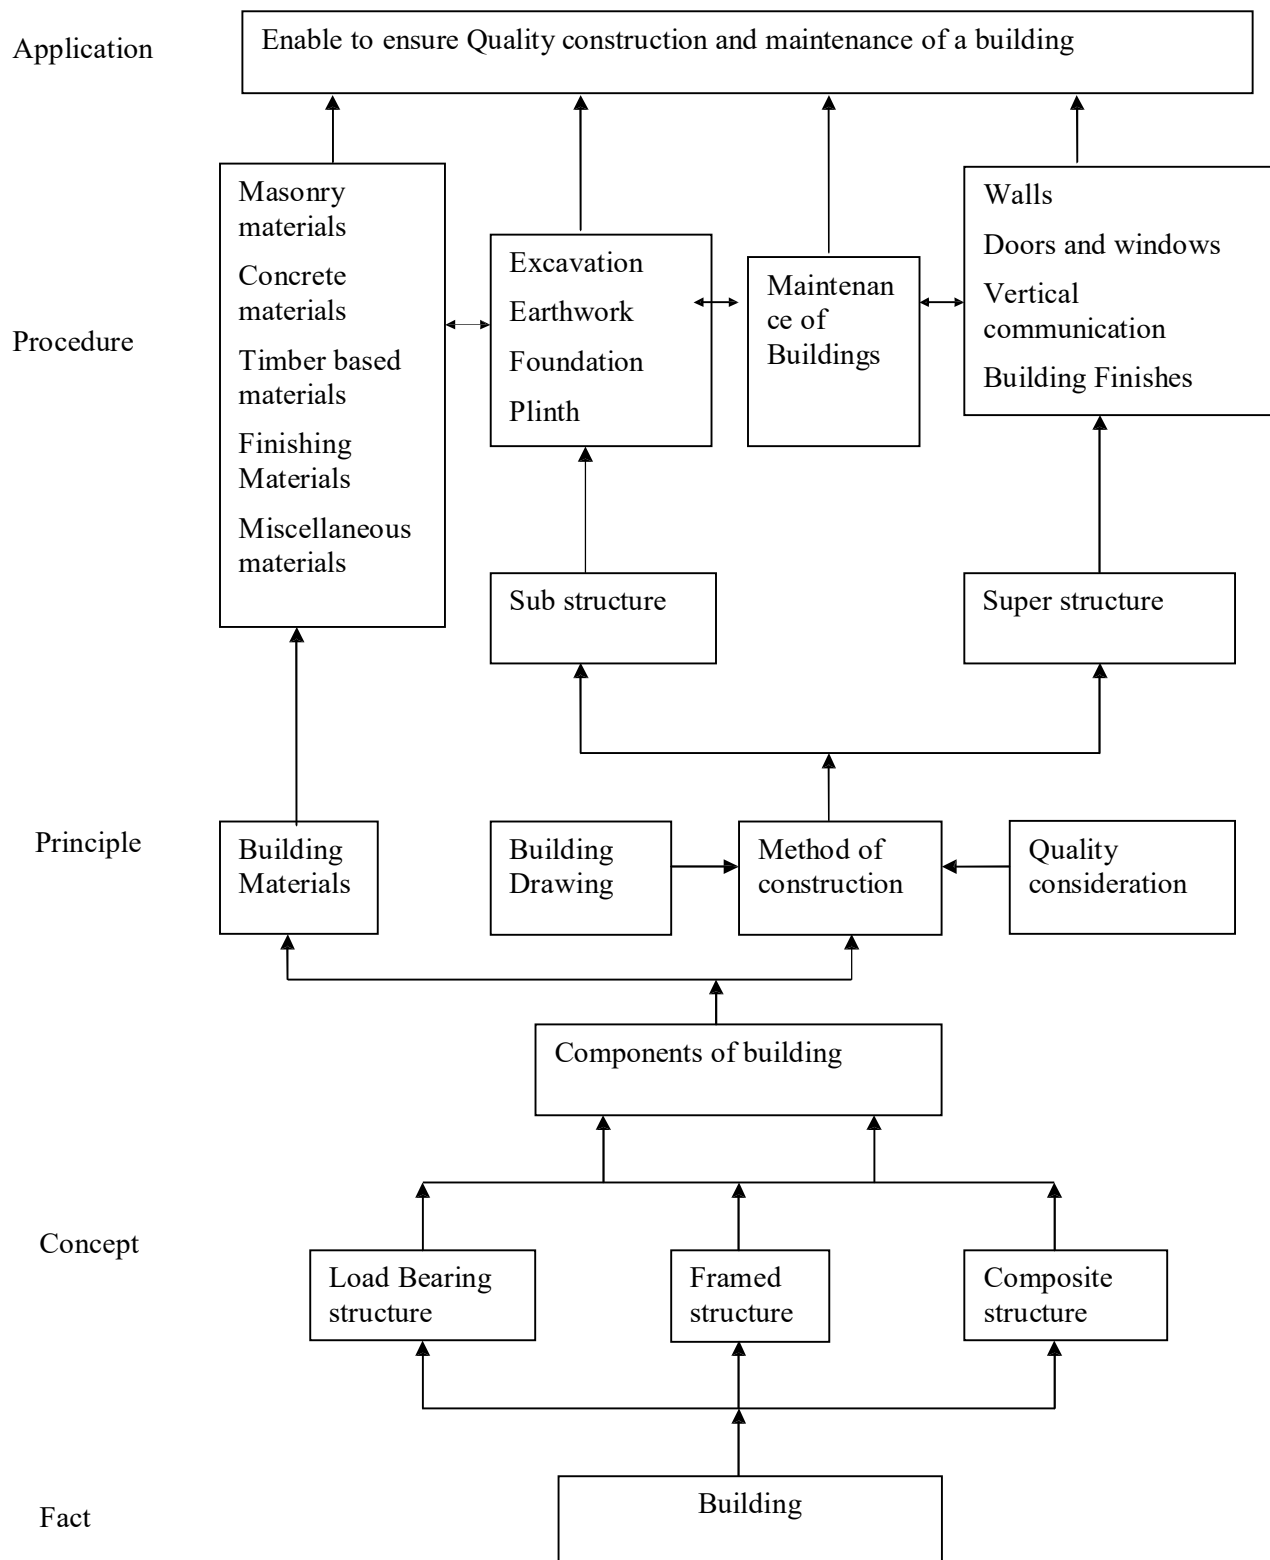 Application
Enable to ensure Quality construction and maintenance of a building
Procedure
Masonry
materials
Concrete
materials
Timber based
materials
Finishing
Materials
Miscellaneous
materials
Excavation
Earthwork
Foundation
Plinth
Maintenan
ce of
Buildings
Walls
Doors and windows
Vertical
communication
Building Finishes
Sub structure
Super structure
Principle
Building
Materials
Building
Drawing
Method of
construction
Quality
consideration
Components of building
Concept
Load Bearing
structure
Framed
structure
Composite
structure
Fact
Building